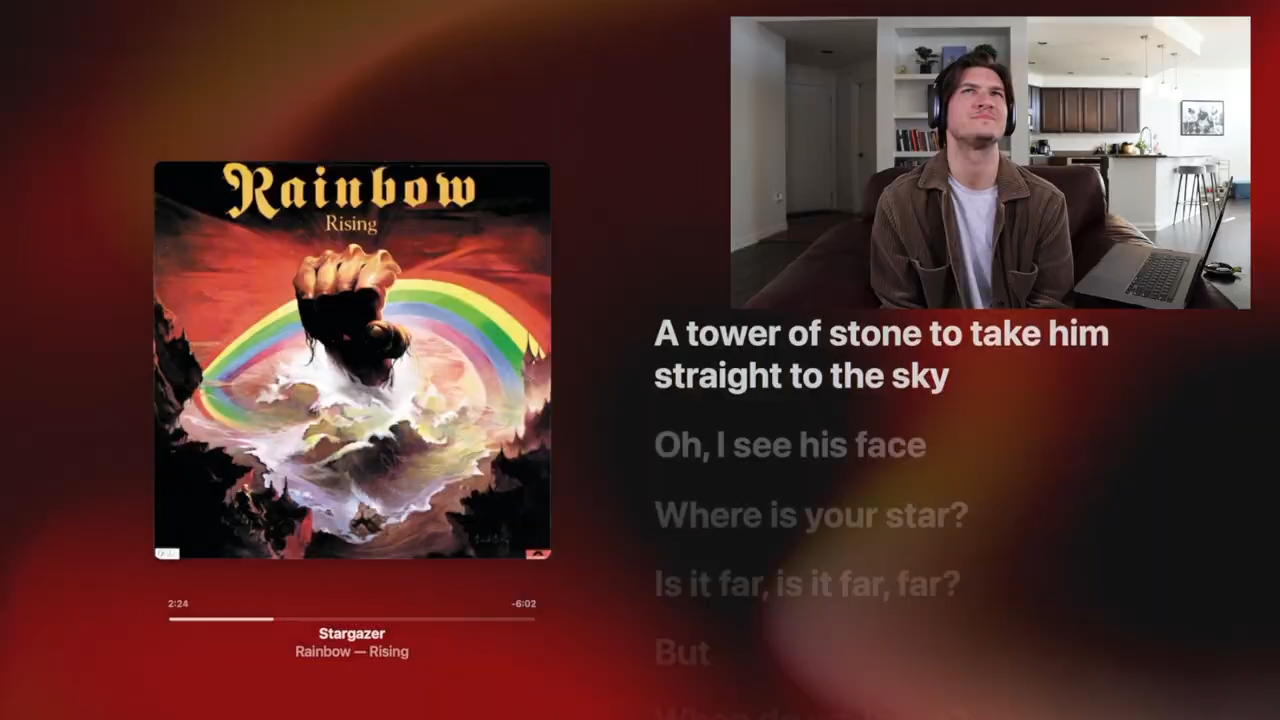 Rainbow
Rising
A tower of stone to take him
straight to the sky
Oh, I see his face
Where is your star?
Is it far, is it far, far?
But
2:24
-6:02
Stargazer
Rainbow — Rising